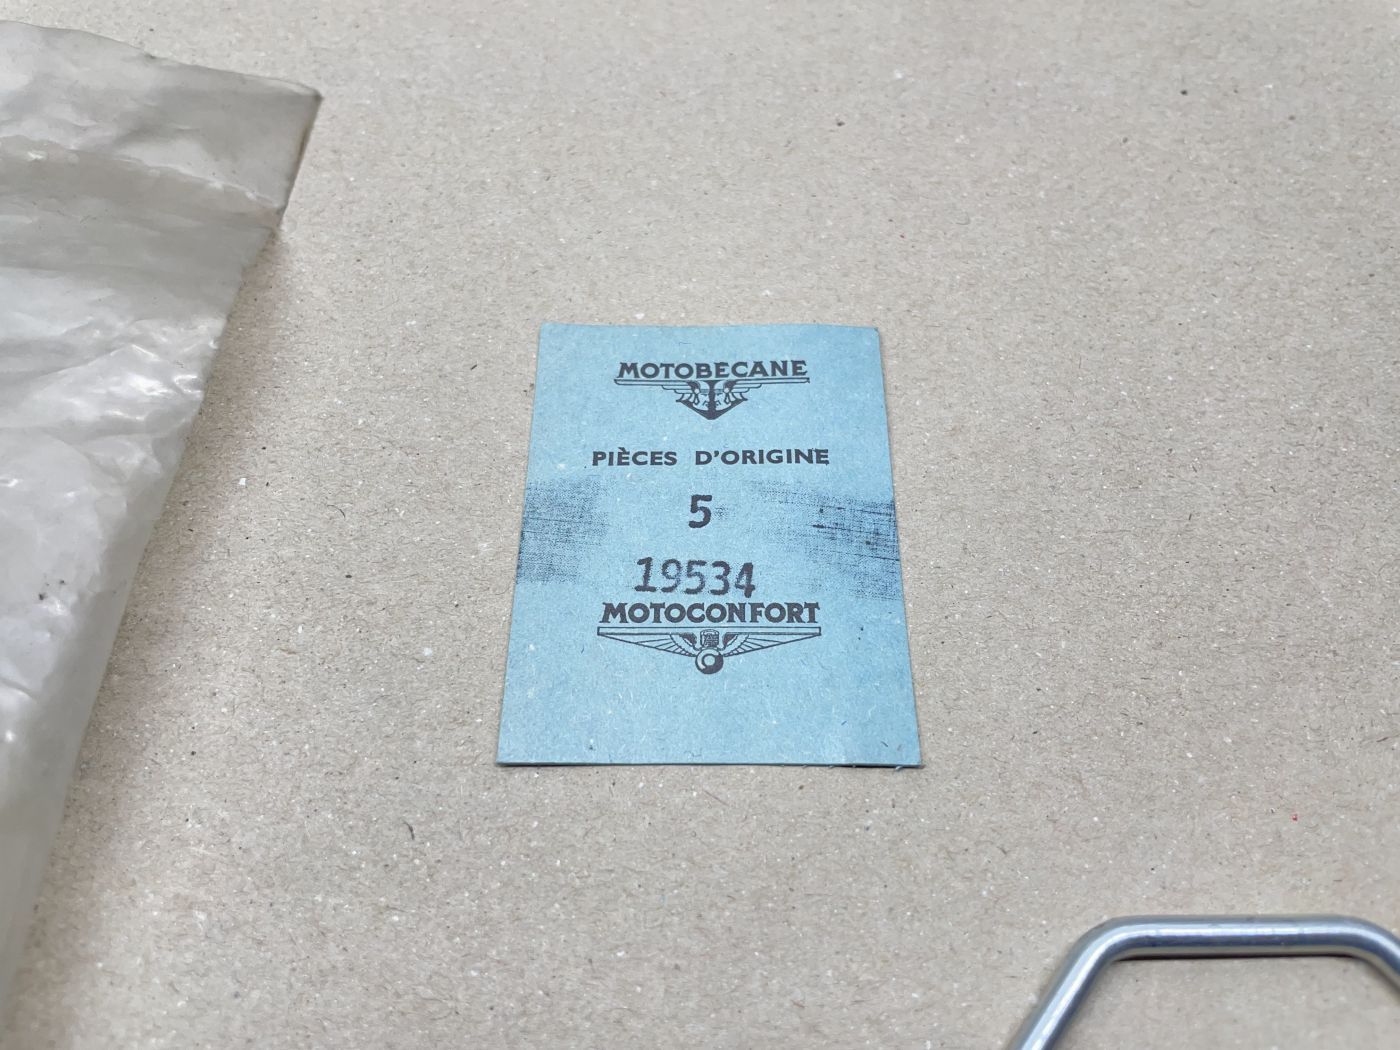 MOTOBECANE
PIÈCES D'ORIGINE
5
19534
MOTOCONFORT